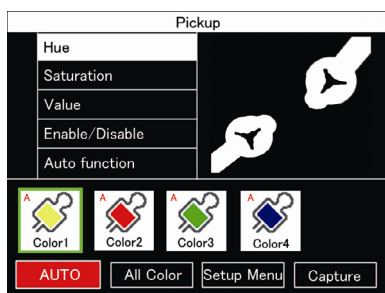 Pickup
Hue
Saturation
Value
Enable/Disable
Auto function
A A A A
Color1 Color2 Color3 Color4
AUTO All Color Setup Menu Capture